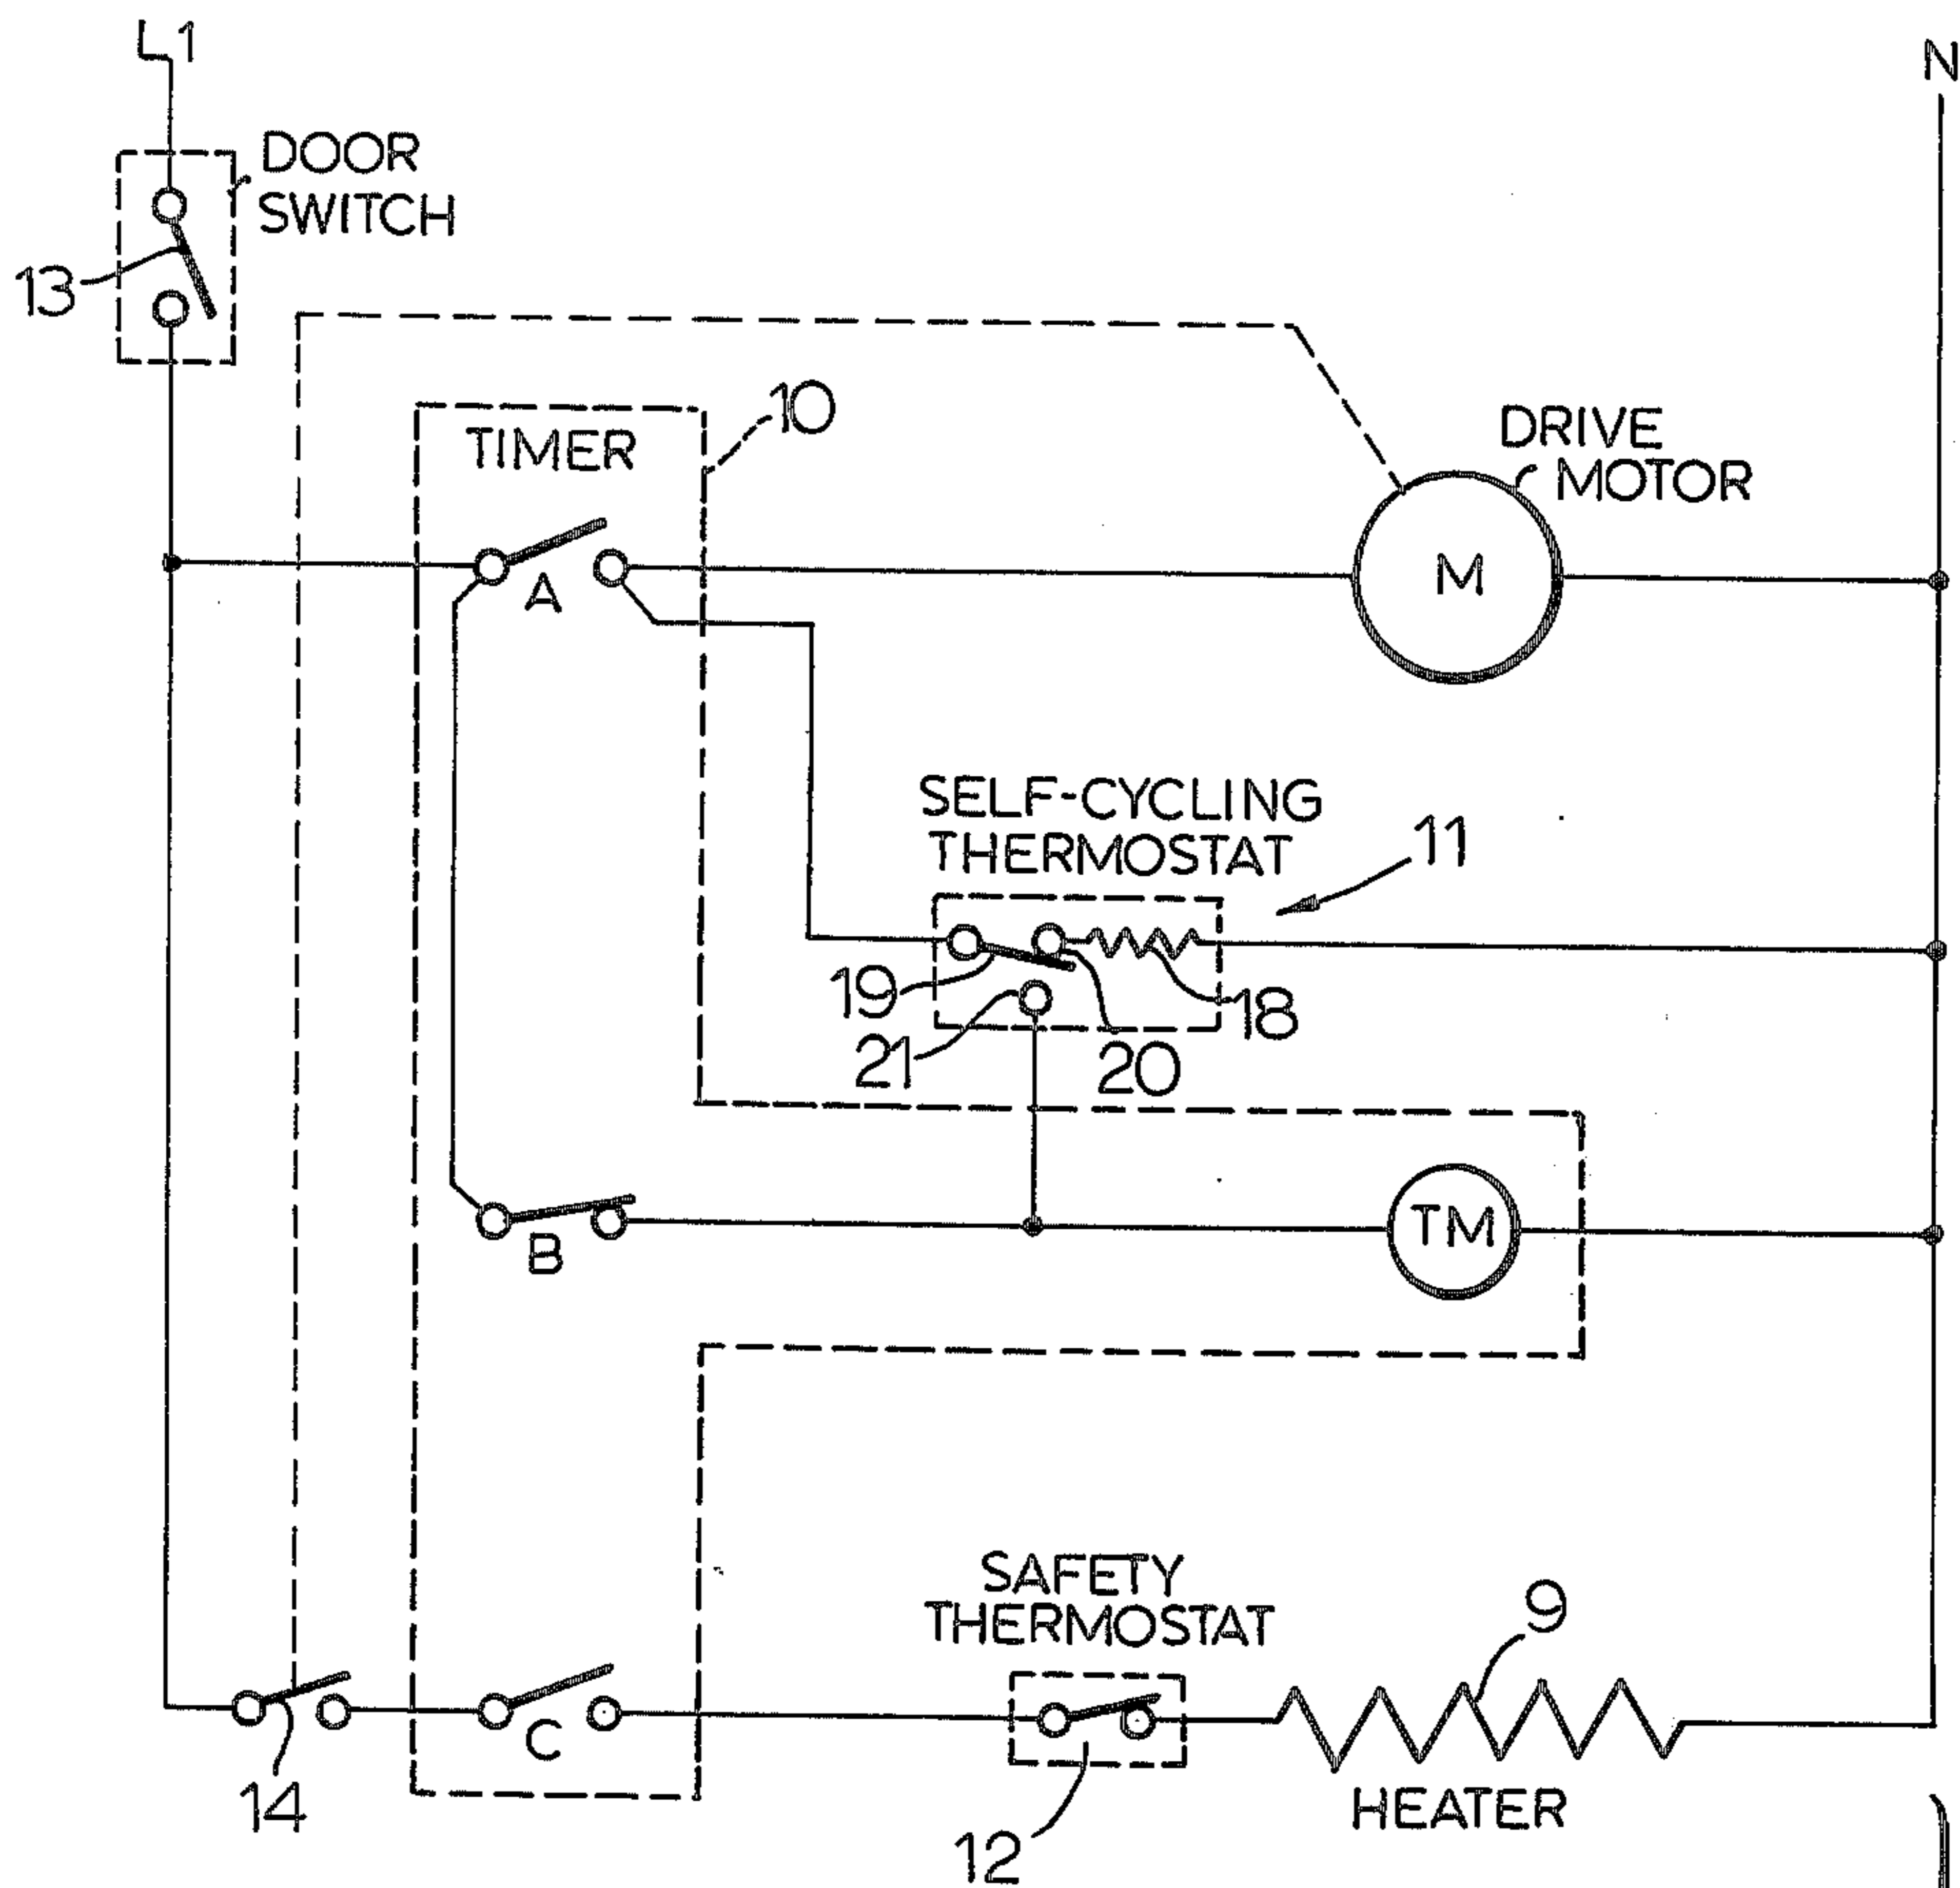 L1
N
DOOR
SWITCH
13
10
TIMER
DRIVE
MOTOR
A
M
SELF-CYCLING
THERMOSTAT
11
19
18
21
20
B
TM
SAFETY
THERMOSTAT
9
C
14
12
HEATER